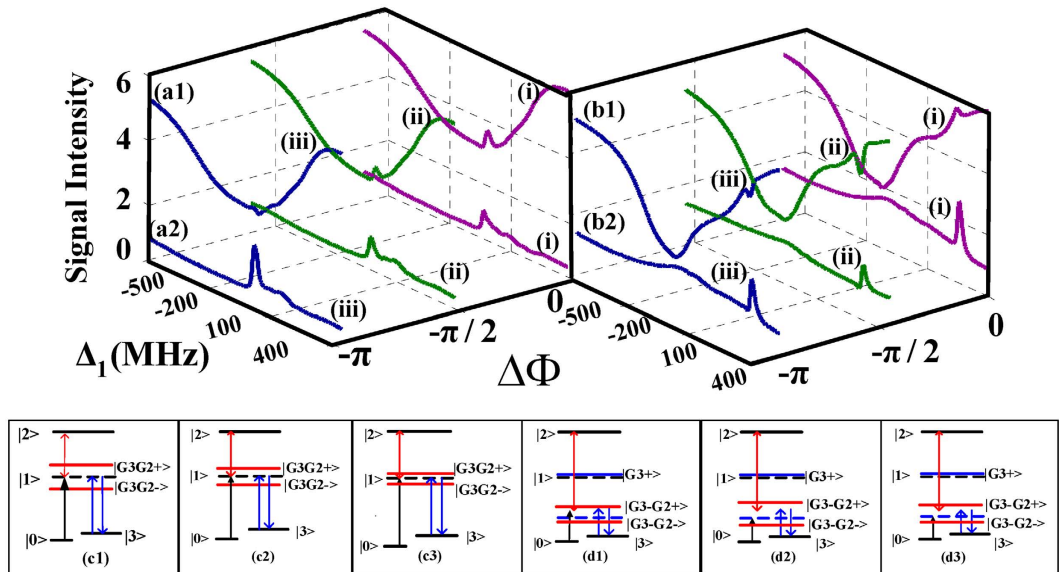 Signal Intensity
6
4
2
0
(a1)
(iii)
(ii)
(i)
(a2)
(iii)
(ii)
(i)
(b1)
(iii)
(ii)
(i)
(b2)
(iii)
(ii)
(i)
-500
-200
100
400
Δ1(MHz)
-π
-π / 2
0
ΔΦ
-500
-200
100
400
-π
-π / 2
0
|2>
|1>
|G3G2+>
|G3G2->
|0>
|3>
(c1)
|2>
|1>
|G3G2+>
|G3G2->
|0>
|3>
(c2)
|2>
|1>
|G3G2+>
|G3G2->
|0>
|3>
(c3)
|2>
|1>
|G3+>
|G3-G2+>
|G3-G2->
|0>
|3>
(d1)
|2>
|1>
|G3+>
|G3-G2+>
|G3-G2->
|0>
|3>
(d2)
|2>
|1>
|G3+>
|G3-G2+>
|G3-G2->
|0>
|3>
(d3)